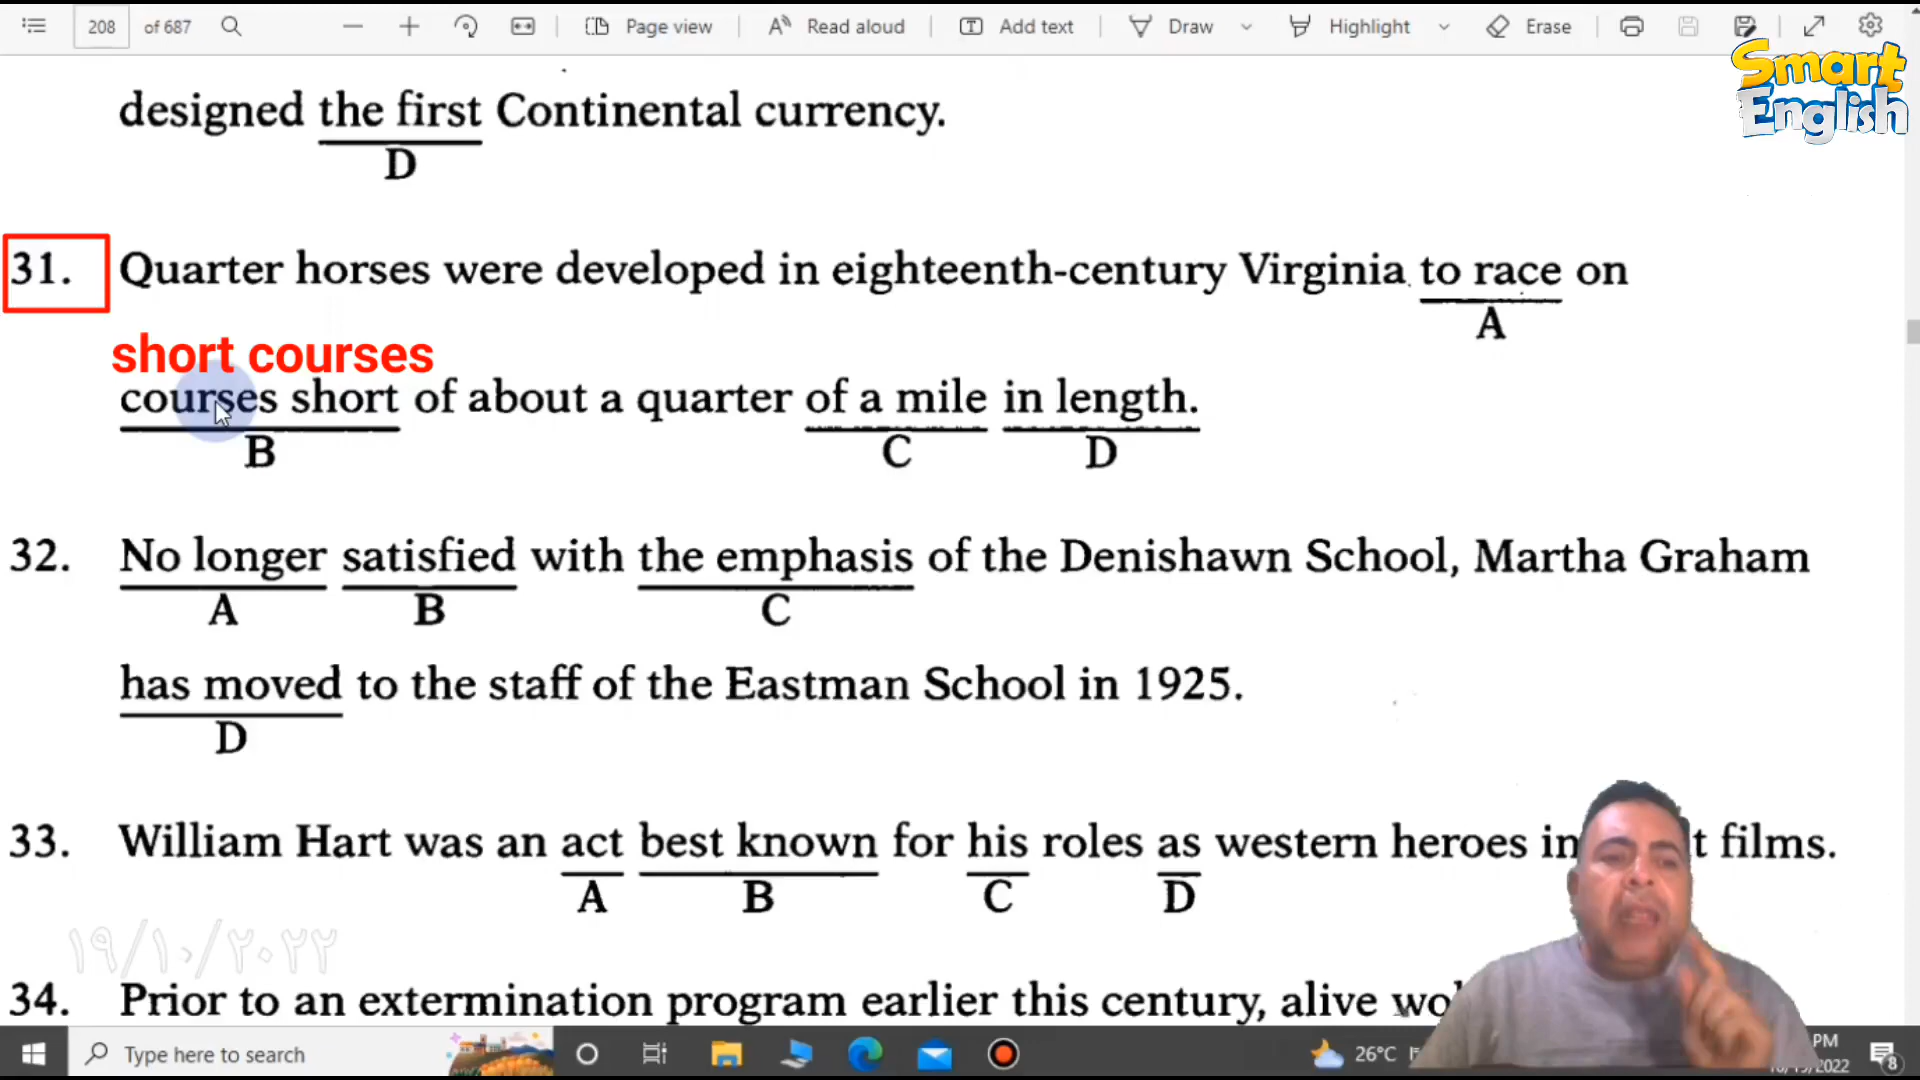 208 of 687 Page view Read aloud Add text Draw Highlight Erase
Smart
English
designed the first Continental currency.
D
31. Quarter horses were developed in eighteenth-century Virginia to race on
A
short courses
courses short of about a quarter of a mile in length.
B C D
32. No longer satisfied with the emphasis of the Denishawn School, Martha Graham
A B C
has moved to the staff of the Eastman School in 1925.
D
33. William Hart was an act best known for his roles as western heroes in t films.
A B C D
١٩/١٠/٢٠٢٢
34. Prior to an extermination program earlier this century, alive
Type here to search 26°C PM
2022 8